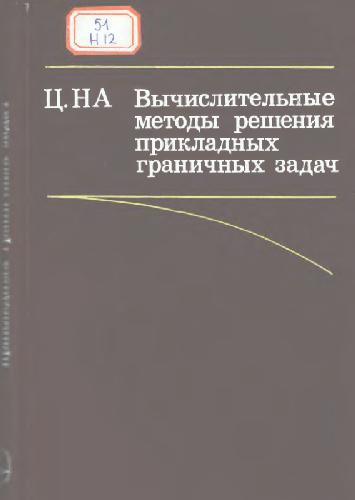 51
Н12
Ц. НА Вычислительные
методы решения
прикладных
граничных задач